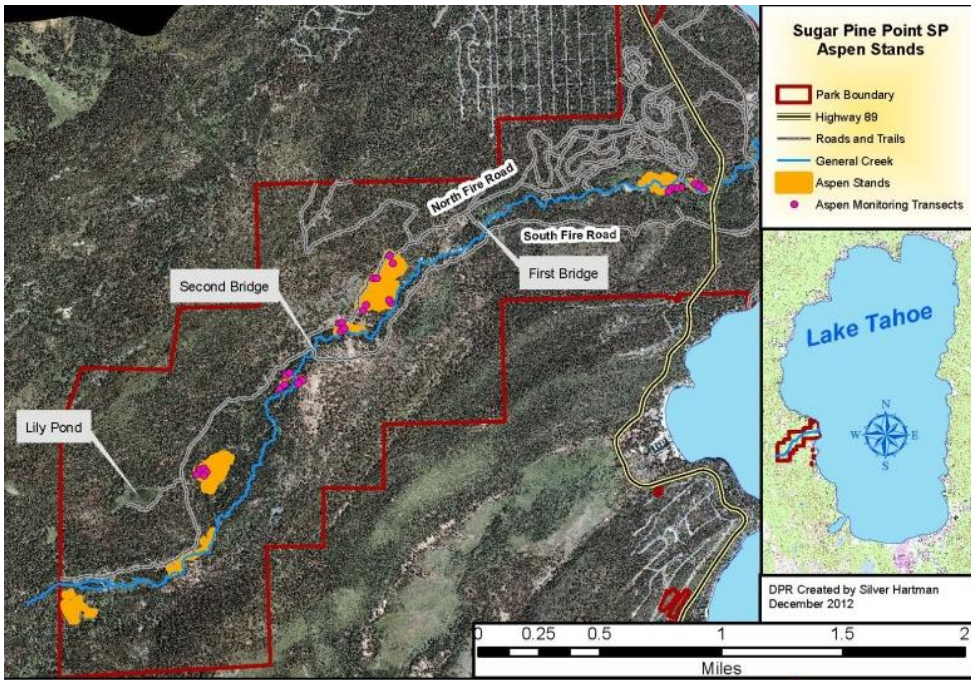 Sugar Pine Point SP
Aspen Stands
Park Boundary
Highway 89
Roads and Trails
General Creek
Aspen Stands
Aspen Monitoring Transects
North Fire Road
South Fire Road
First Bridge
Second Bridge
Lily Pond
Lake Tahoe
N
W E
S
DPR Created by Silver Hartman
December 2012
0 0.25 0.5 1 1.5 2
Miles